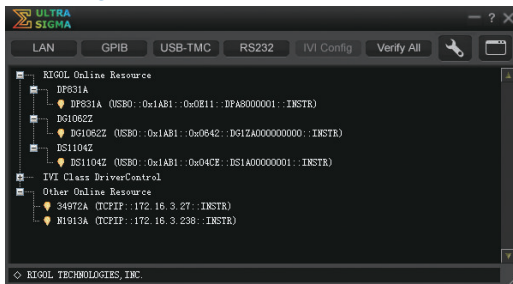 ULTRA
SIGMA
LAN GPIB USB-TMC RS232 IVI Config Verify All
RIGOL Online Resource
DP831A
DP831A (USB0::0x1AB1::0x0E11::DPA8000001::INSTR)
DG1062Z
DG1062Z (USB0::0x1AB1::0x0642::DG1ZA000000000::INSTR)
DS1104Z
DS1104Z (USB0::0x1AB1::0x04CE::DS1A00000001::INSTR)
IVI Class DriverControl
Other Online Resource
34972A (TCPIP::172.16.3.27::INSTR)
N1913A (TCPIP::172.16.3.238::INSTR)
RIGOL TECHNOLOGIES,INC.